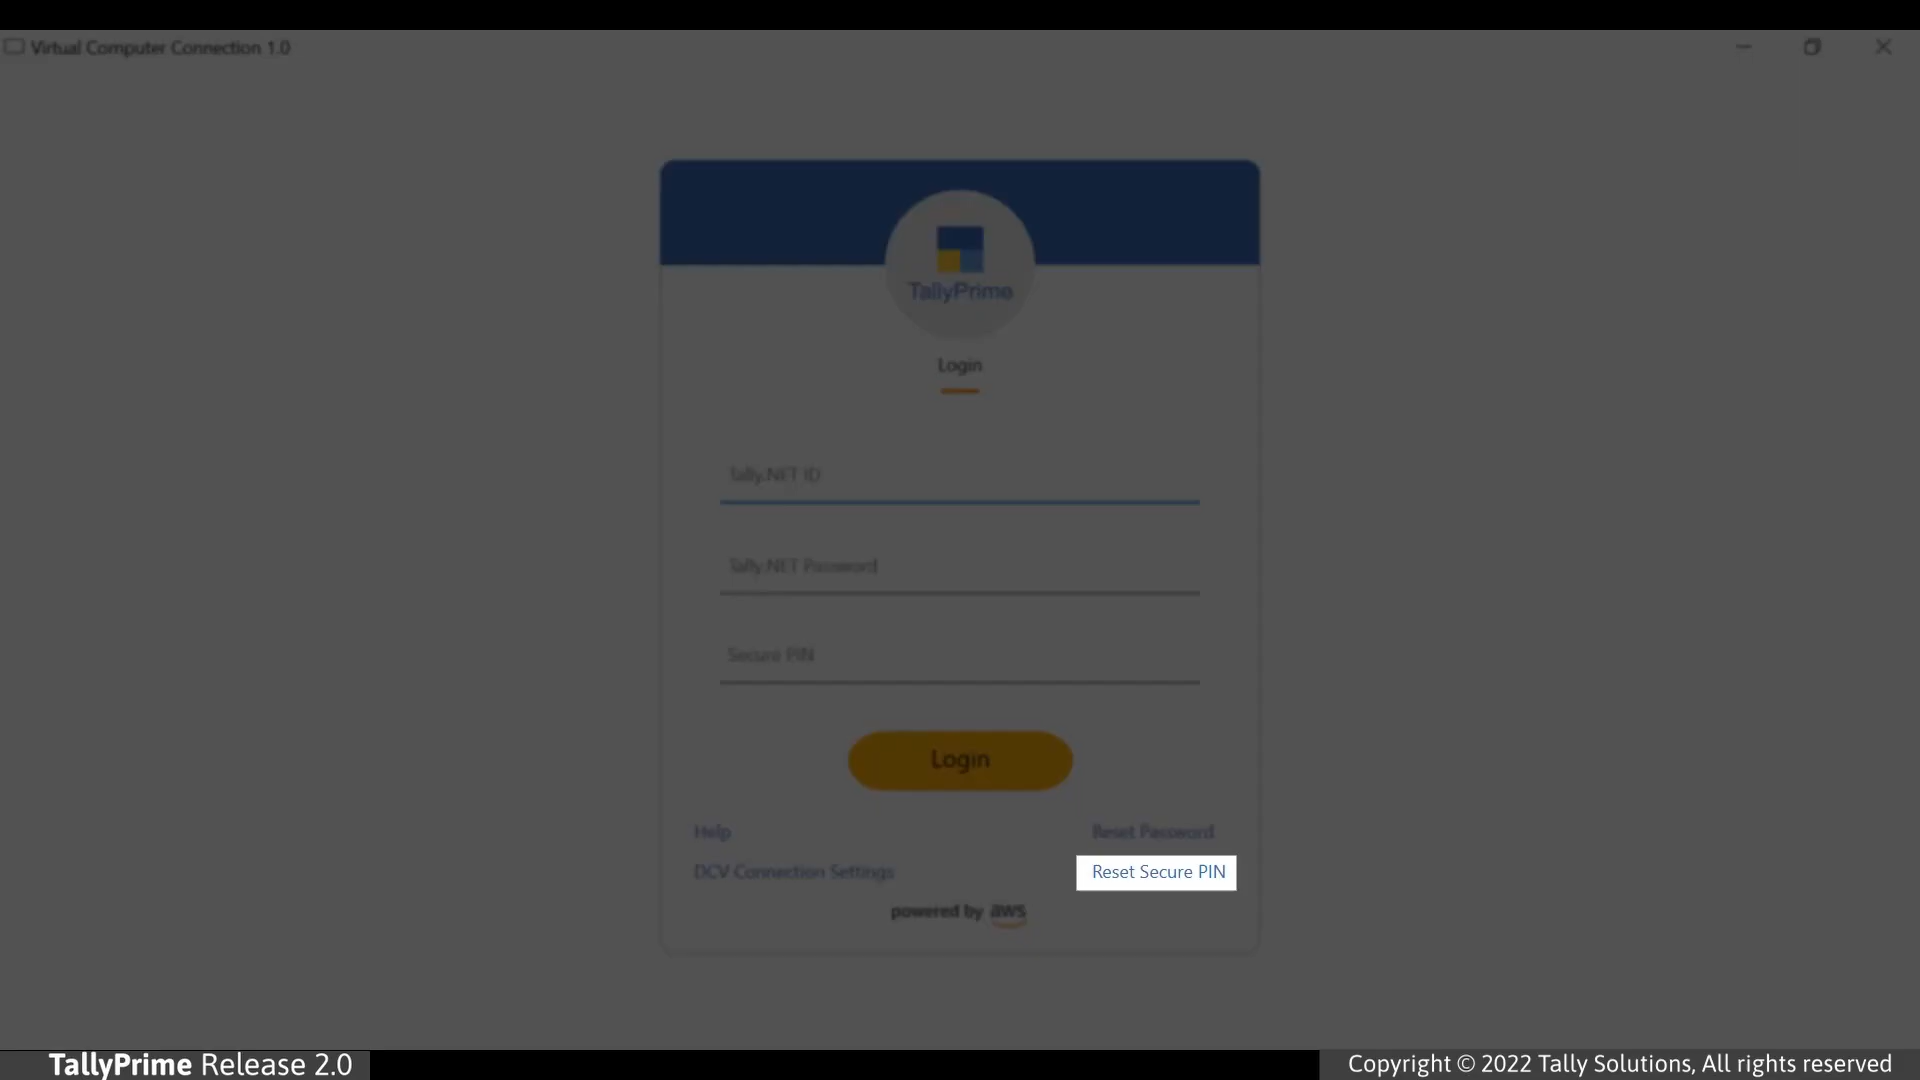 Virtual Computer Connection 1.0
TallyPrime
Login
Tally.NET ID
Tally.NET Password
Secure PIN
Login
Help
Reset Password
DCV Connection Settings
Reset Secure PIN
powered by aws
TallyPrime Release 2.0
Copyright © 2022 Tally Solutions, All rights reserved